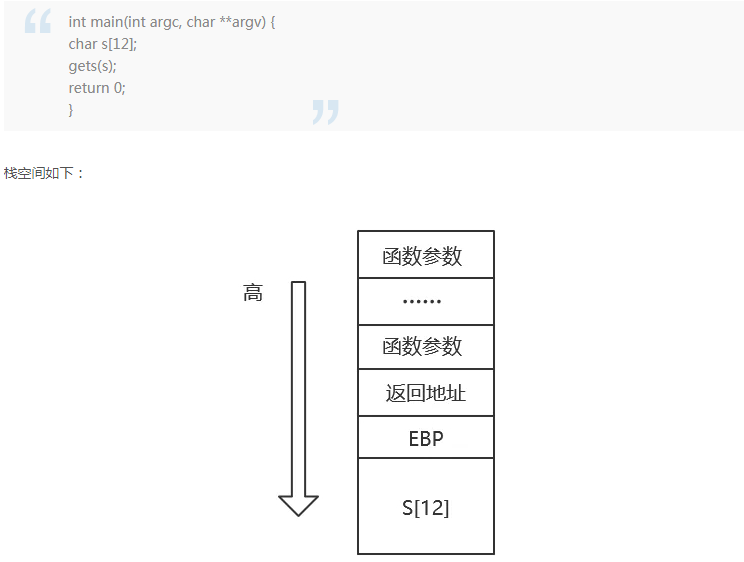 int main(int argc, char **argv) {
char s[12];
gets(s);
return 0;
}
栈空间如下：
函数参数
高
······
函数参数
返回地址
EBP
S[12]